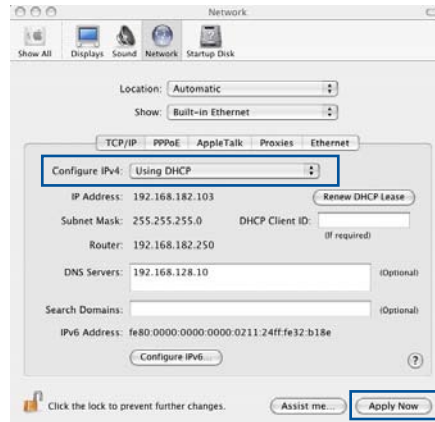 Network
Show All Displays Sound Network Startup Disk
Location: Automatic
Show: Built-in Ethernet
TCP/IP PPPoE AppleTalk Proxies Ethernet
Configure IPv4: Using DHCP
IP Address: 192.168.182.103 Renew DHCP Lease
Subnet Mask: 255.255.255.0 DHCP Client ID:
(If required)
Router: 192.168.182.250
DNS Servers: 192.168.128.10 (Optional)
Search Domains: (Optional)
IPv6 Address: fe80:0000:0000:0000:0211:24ff:fe32:b18e
Configure IPv6...
?
Click the lock to prevent further changes. Assist me... Apply Now